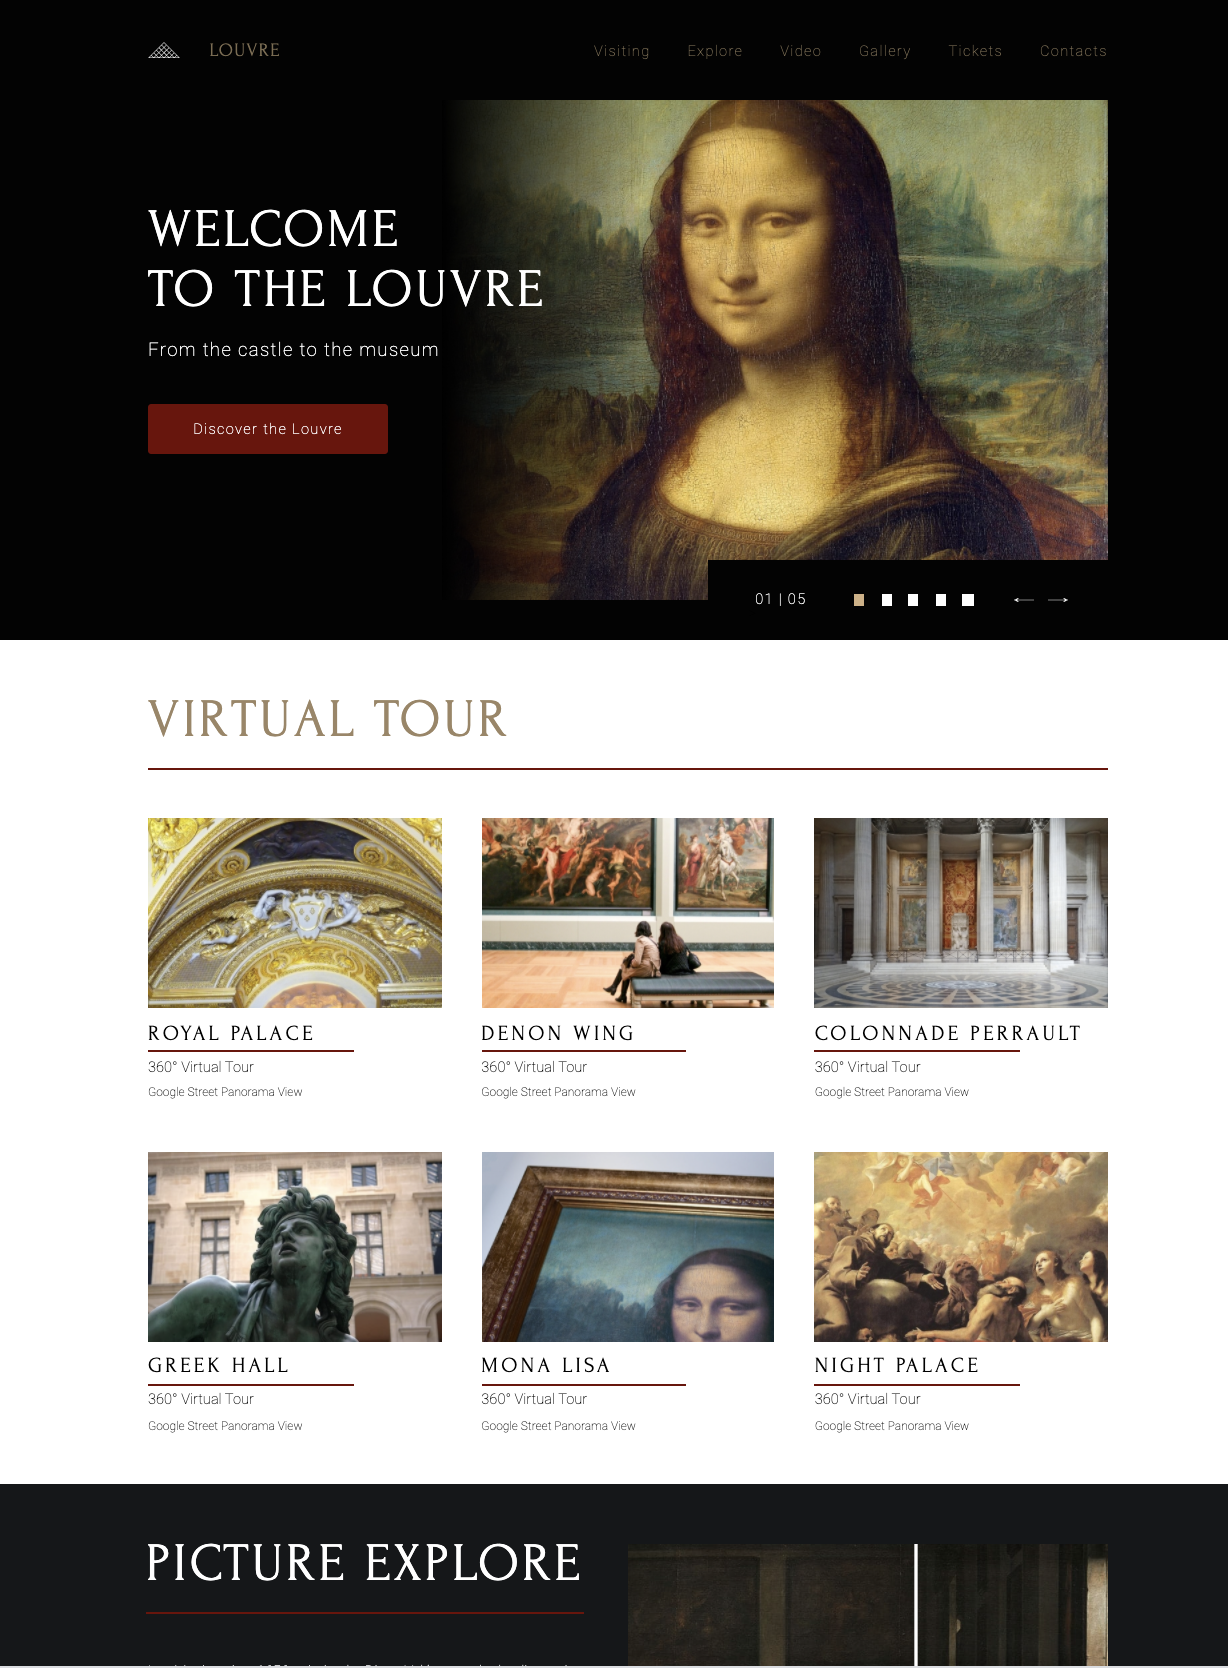 LOUVRE
Visiting Explore Video Gallery Tickets Contacts
WELCOME
TO THE LOUVRE
From the castle to the museum
Discover the Louvre
01 | 05
VIRTUAL TOUR
ROYAL PALACE
360° Virtual Tour
Google Street Panorama View
DENON WING
360° Virtual Tour
Google Street Panorama View
COLONNADE PERRAULT
360° Virtual Tour
Google Street Panorama View
GREEK HALL
360° Virtual Tour
Google Street Panorama View
MONA LISA
360° Virtual Tour
Google Street Panorama View
NIGHT PALACE
360° Virtual Tour
Google Street Panorama View
PICTURE EXPLORE